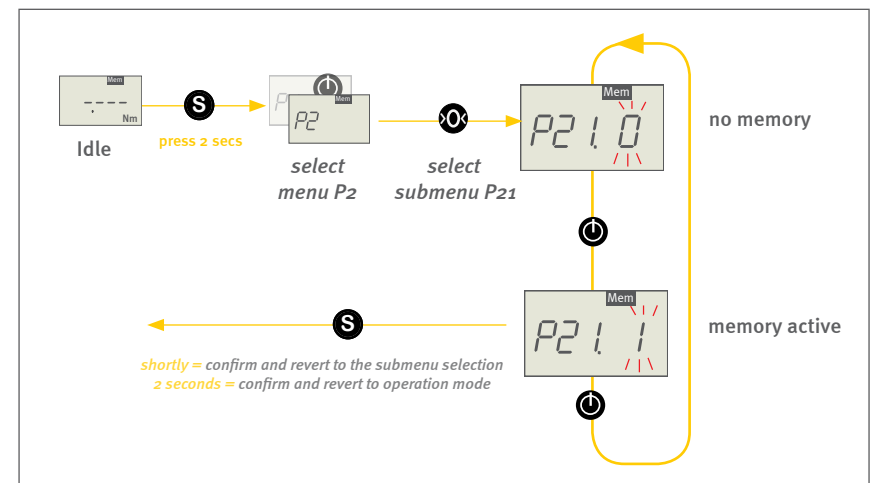 Mem
-.---
Nm
Idle
S
press 2 secs
P
Mem
P2
select
menu P2
>0<
select
submenu P21
Mem
P21.0
no memory
Mem
P21.1
memory active
S
shortly = confirm and revert to the submenu selection
2 seconds = confirm and revert to operation mode